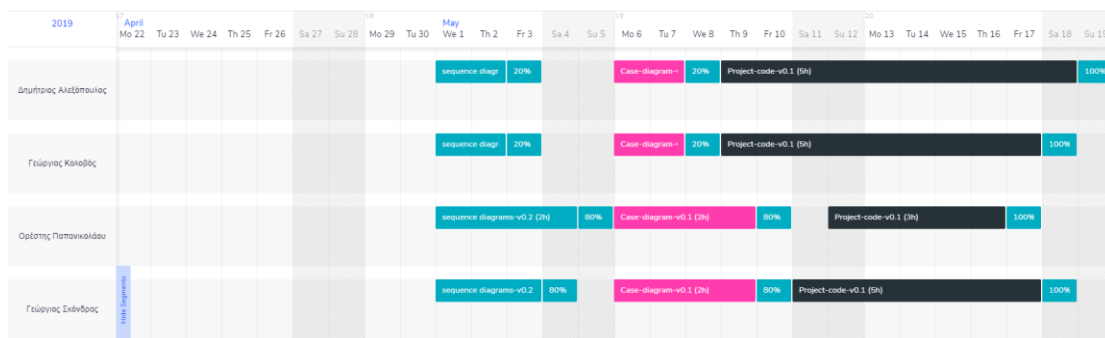 17 18 19 20
2019 April May
Mo 22 Tu 23 We 24 Th 25 Fr 26 Sa 27 Su 28 Mo 29 Tu 30 We 1 Th 2 Fr 3 Sa 4 Su 5 Mo 6 Tu 7 We 8 Th 9 Fr 10 Sa 11 Su 12 Mo 13 Tu 14 We 15 Th 16 Fr 17 Sa 18 Su 19
sequence diagr 20% Case-diagram- 20% Project-code-v0.1 (5h) 100%
Δημήτριος Αλεξόπουλος
sequence diagr 20% Case-diagram- 20% Project-code-v0.1 (5h) 100%
Γεώργιος Κολοβός
sequence diagrams-v0.2 (2h) 80% Case-diagram-v0.1 (2h) 80% Project-code-v0.1 (3h) 100%
Ορέστης Παπανικολάου
sequence diagrams-v0.2 80% Case-diagram-v0.1 (2h) 80% Project-code-v0.1 (5h) 100%
Γεώργιος Σκόνδρας
Hide Segments